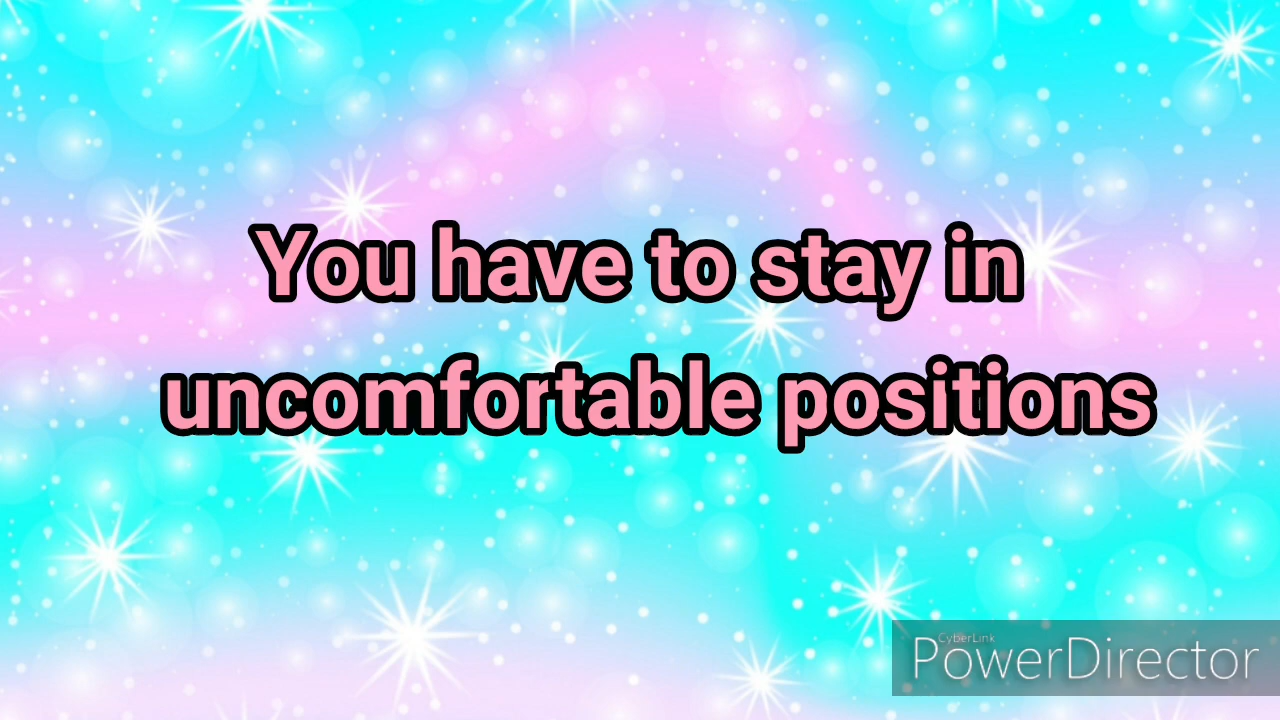 You have to stay in
uncomfortable positions
CyberLink
PowerDirector